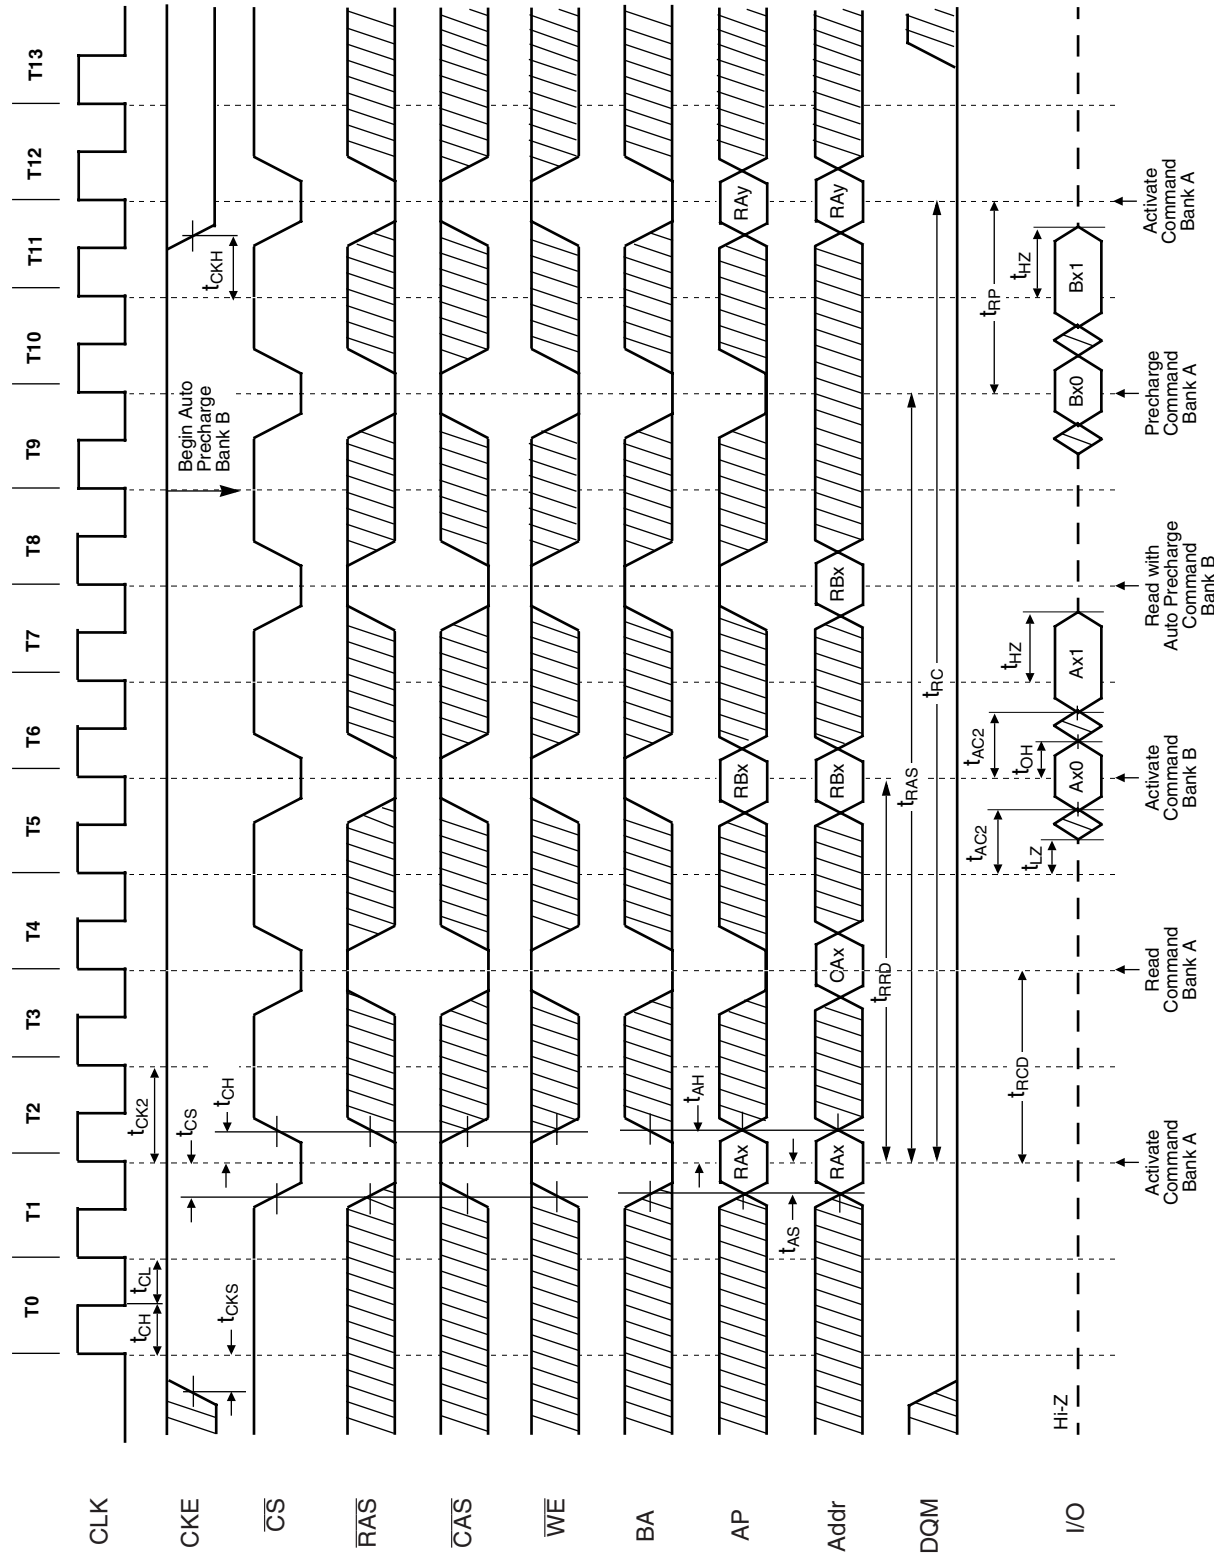 T0 T1 T2 T3 T4 T5 T6 T7 T8 T9 T10 T11 T12 T13
CLK
tCH tCL tCK2
CKE
tCKS tCS tCH
Begin Auto
Precharge
Bank B
tCKH
CS
RAS
CAS
WE
BA
tAH
AP
RAx RBx RAy
tAS
Addr
RAx CAx RBx RBx RAy
tRRD
tRAS
DQM
tRC
tAC2 tAC2 tRP
tRCD tLZ tOH tHZ tHZ
Hi-Z
I/O
Ax0 Ax1 Bx0 Bx1
Activate
Command
Bank A
Read
Command
Bank A
Activate
Command
Bank B
Read with
Auto Precharge
Command
Bank B
Precharge
Command
Bank A
Activate
Command
Bank A